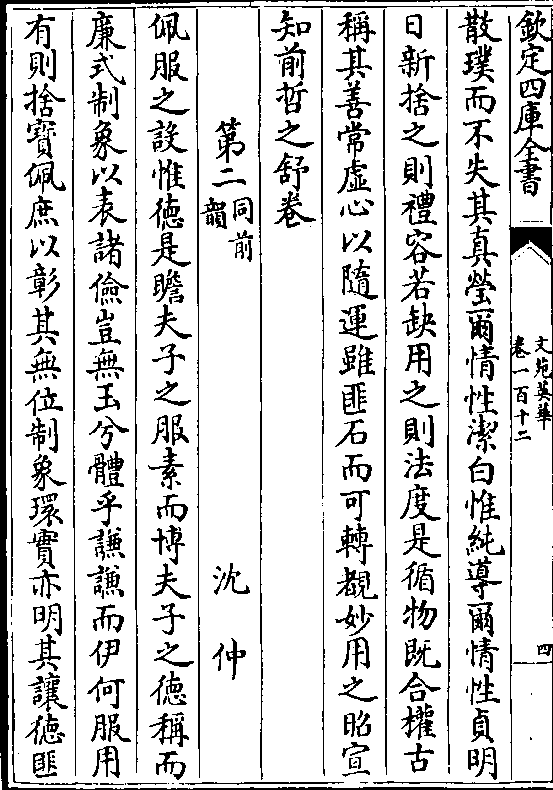 欽定四庫全書
文苑英華
卷一百十二
四
散璞而不失其真瑩爾情性潔白惟純導爾情性貞明
日新捨之則禮容若缺用之則法度是循物既合權古
稱其善常虛心以隨運雖匪石而可轉覩妙用之昭宣
知前哲之舒卷
第二同前韻
沈仲
佩服之設惟徳是瞻夫子之服素而博夫子之徳稱而
廉式制象以表諸儉豈無玉兮體乎謙謙而伊何服用
有則捨寳佩庶以彰其無位制象環實亦明其讓徳匪